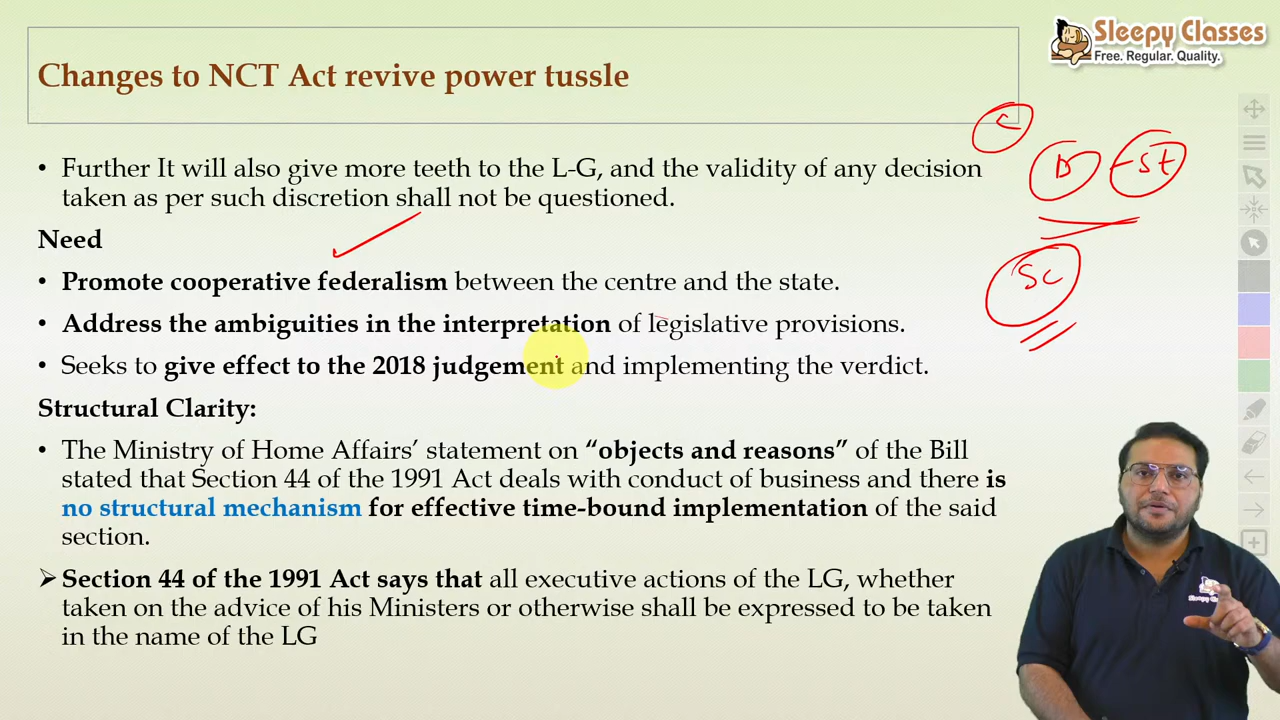 Sleepy Classes
Free. Regular. Quality.
Changes to NCT Act revive power tussle
• Further It will also give more teeth to the L-G, and the validity of any decision
taken as per such discretion shall not be questioned.
Need
• Promote cooperative federalism between the centre and the state.
• Address the ambiguities in the interpretation of legislative provisions.
• Seeks to give effect to the 2018 judgement and implementing the verdict.
Structural Clarity:
• The Ministry of Home Affairs’ statement on “objects and reasons” of the Bill
stated that Section 44 of the 1991 Act deals with conduct of business and there is
no structural mechanism for effective time-bound implementation of the said
section.
➢ Section 44 of the 1991 Act says that all executive actions of the LG, whether
taken on the advice of his Ministers or otherwise shall be expressed to be taken
in the name of the LG
C
D
St
SC